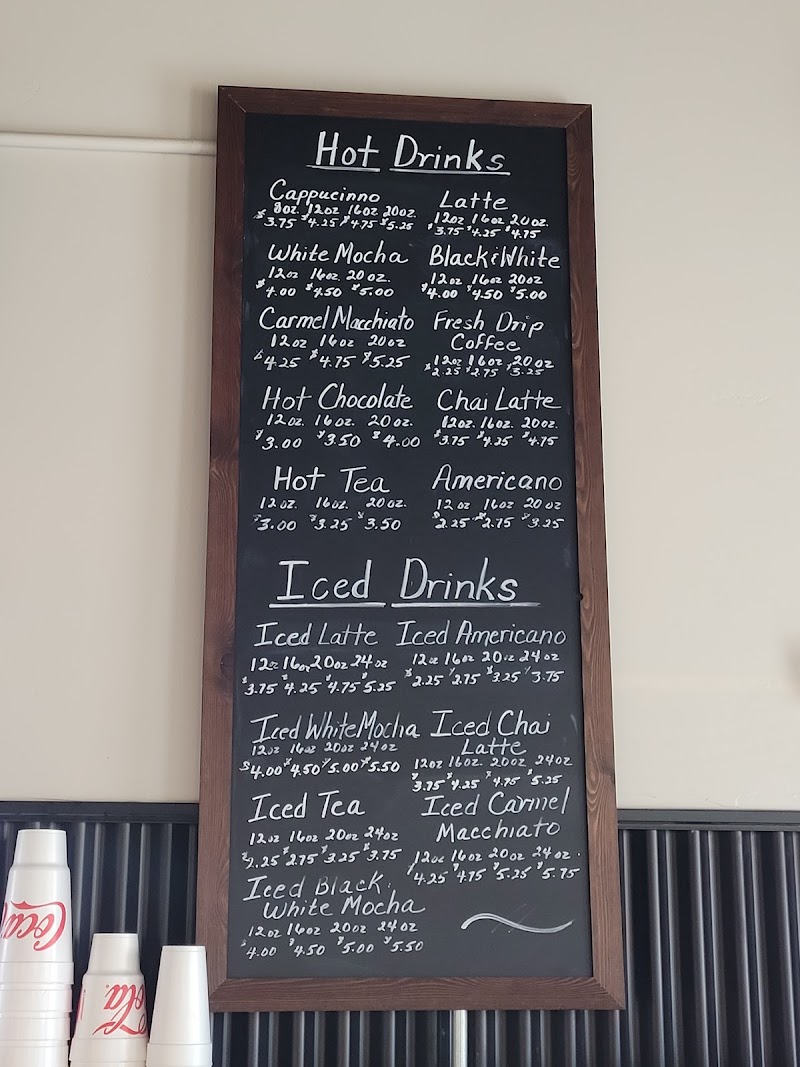 Hot Drinks
Cappucinno
8oz. 12oz 16oz 20oz.
$3.75 $4.25 $4.75 $5.25
Latte
12oz 16oz 20oz.
$3.75 $4.25 $4.75
White Mocha
12oz 16oz. 20oz.
$4.00 $4.50 $5.00
Black & White
12oz 16oz 20oz
$4.00 $4.50 $5.00
Carmel Macchiato
12oz 16oz 20oz
$4.25 $4.75 $5.25
Fresh Drip
Coffee
12oz 16oz 20oz
$2.25 $2.75 $3.25
Hot Chocolate
12oz. 16oz. 20oz.
$3.00 $3.50 $4.00
Chai Latte
12oz. 16oz. 20oz.
$3.75 $4.25 $4.75
Hot Tea
12oz. 16oz. 20oz.
$3.00 $3.25 $3.50
Americano
12oz 16oz 20oz
$2.25 $2.75 $3.25
Iced Drinks
Iced Latte
12oz 16oz 20oz 24oz
$3.75 $4.25 $4.75 $5.25
Iced Americano
12oz 16oz 20oz 24oz
$2.25 $2.75 $3.25 $3.75
Iced White Mocha
12oz 16oz 20oz 24oz
$4.00 $4.50 $5.00 $5.50
Iced Chai
Latte
12oz 16oz. 20oz. 24oz
$3.75 $4.25 $4.75 $5.25
Iced Tea
12oz 16oz 20oz 24oz
$2.25 $2.75 $3.25 $3.75
Iced Carmel
Macchiato
12oz 16oz 20oz 24oz.
$4.25 $4.75 $5.25 $5.75
Iced Black &
White Mocha
12oz 16oz 20oz 24oz
$4.00 $4.50 $5.00 $5.50
Coca
ola